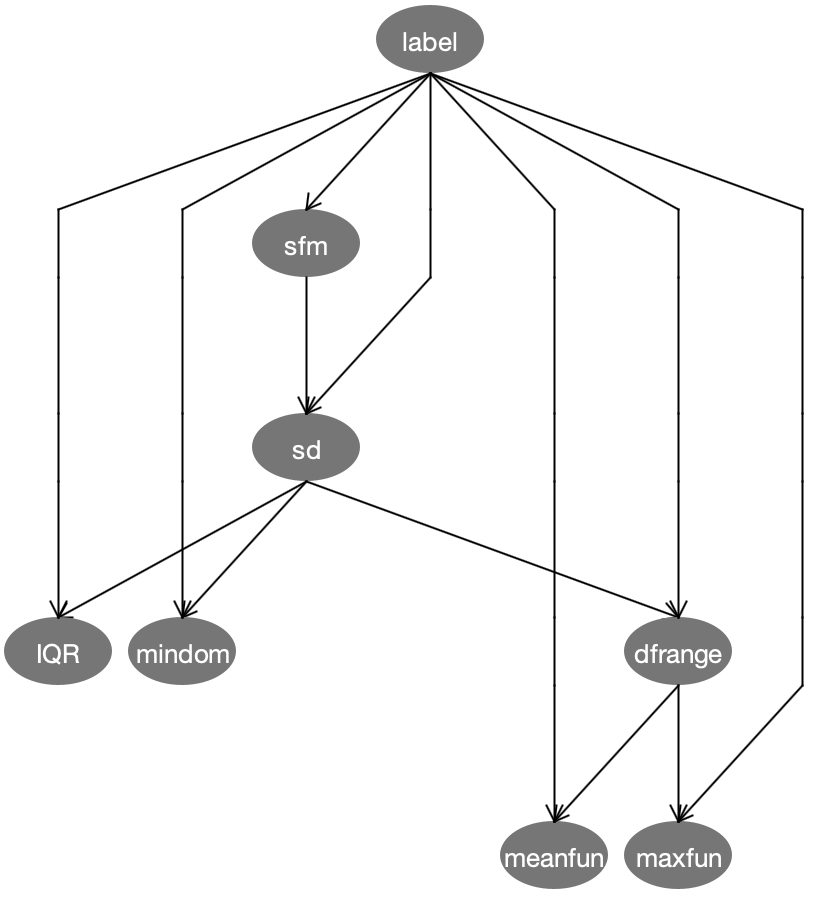 label
sfm
sd
IQR
mindom
dfrange
meanfun
maxfun